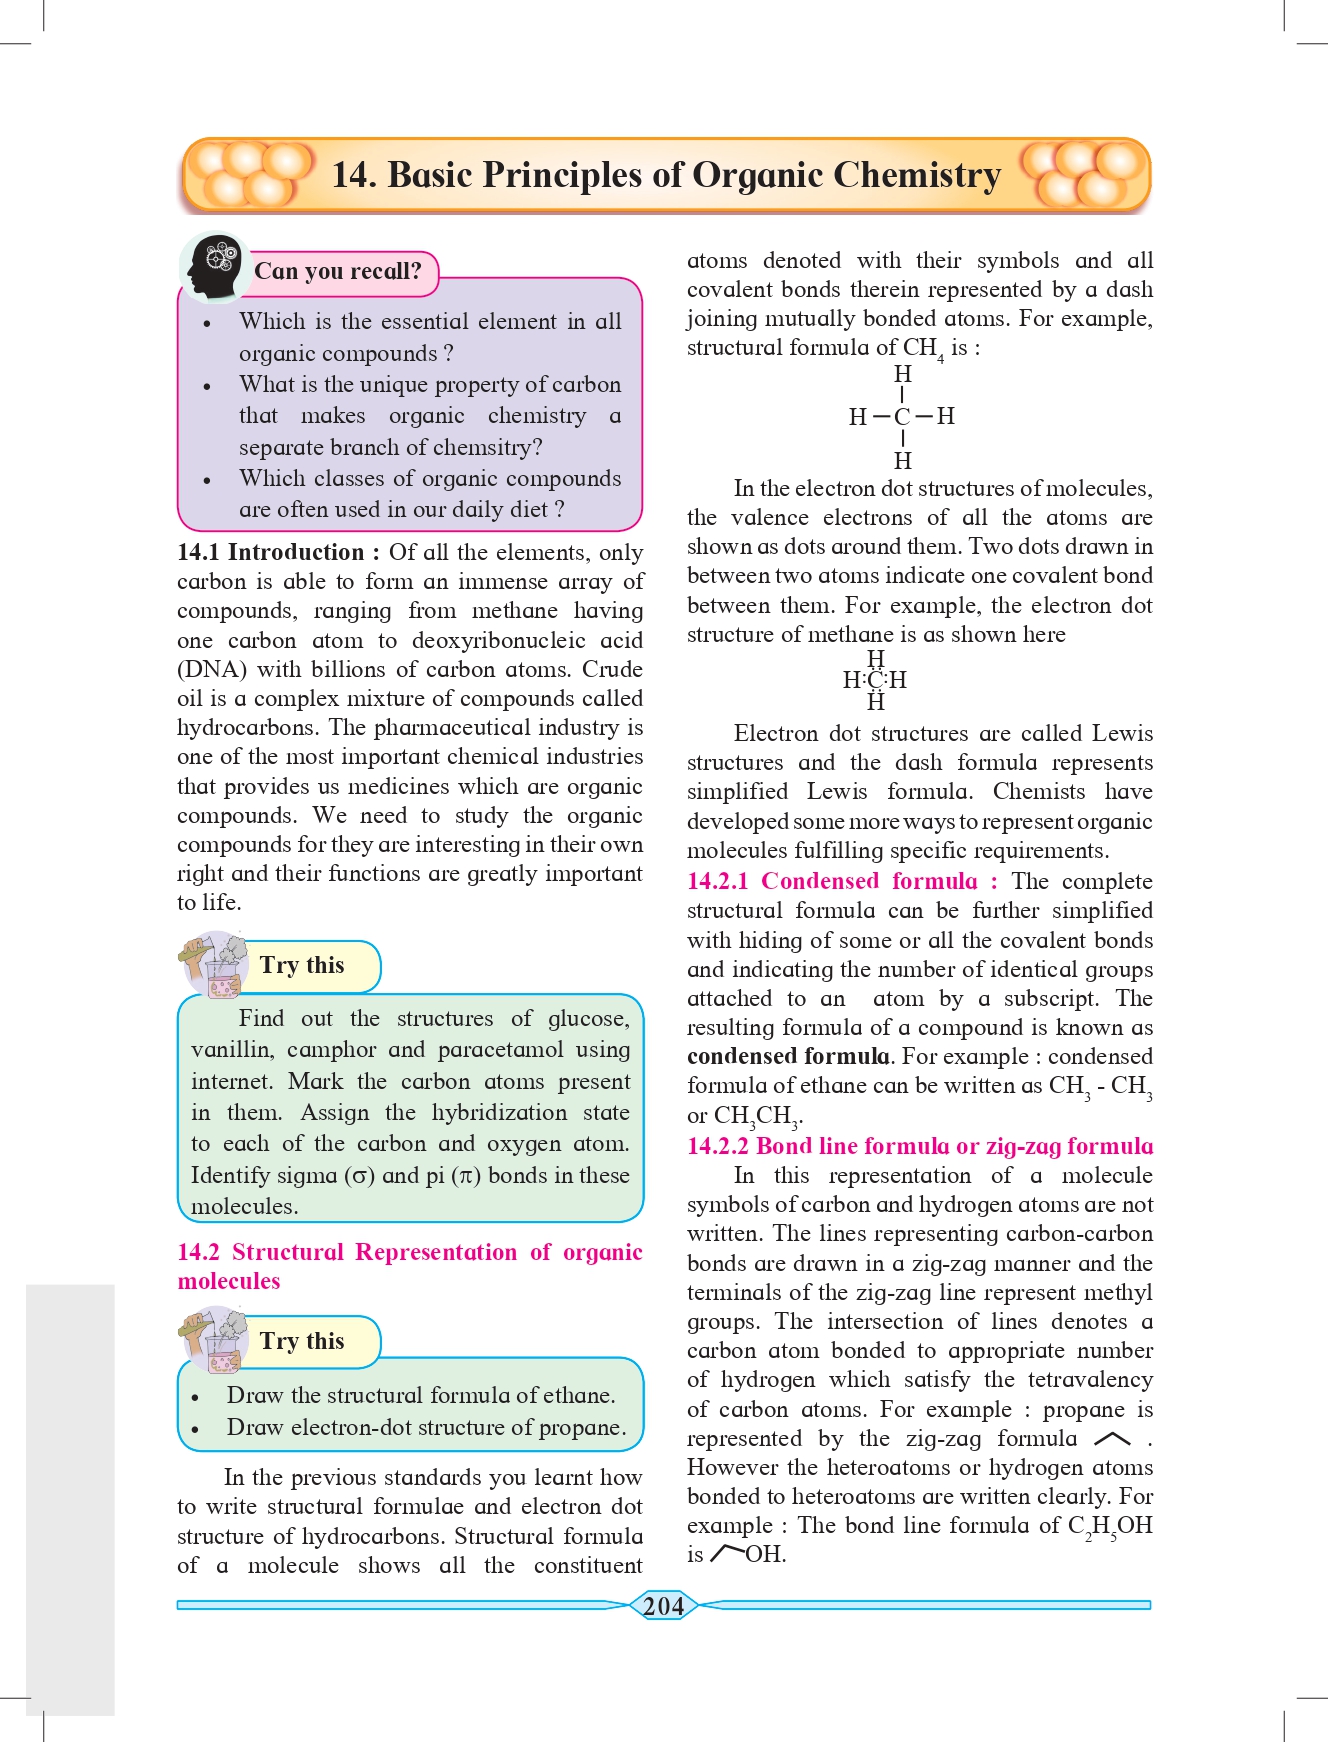 14. Basic Principles of Organic Chemistry
Can you recall?
• Which is the essential element in all
organic compounds ?
• What is the unique property of carbon
that makes organic chemistry a
separate branch of chemsitry?
• Which classes of organic compounds
are often used in our daily diet ?
14.1 Introduction : Of all the elements, only
carbon is able to form an immense array of
compounds, ranging from methane having
one carbon atom to deoxyribonucleic acid
(DNA) with billions of carbon atoms. Crude
oil is a complex mixture of compounds called
hydrocarbons. The pharmaceutical industry is
one of the most important chemical industries
that provides us medicines which are organic
compounds. We need to study the organic
compounds for they are interesting in their own
right and their functions are greatly important
to life.
Try this
Find out the structures of glucose,
vanillin, camphor and paracetamol using
internet. Mark the carbon atoms present
in them. Assign the hybridization state
to each of the carbon and oxygen atom.
Identify sigma (σ) and pi (π) bonds in these
molecules.
14.2 Structural Representation of organic
molecules
Try this
• Draw the structural formula of ethane.
• Draw electron-dot structure of propane.
In the previous standards you learnt how
to write structural formulae and electron dot
structure of hydrocarbons. Structural formula
of a molecule shows all the constituent
atoms denoted with their symbols and all
covalent bonds therein represented by a dash
joining mutually bonded atoms. For example,
structural formula of CH₄ is :
H
H – C – H
H
In the electron dot structures of molecules,
the valence electrons of all the atoms are
shown as dots around them. Two dots drawn in
between two atoms indicate one covalent bond
between them. For example, the electron dot
structure of methane is as shown here
H
H:C:H
H
Electron dot structures are called Lewis
structures and the dash formula represents
simplified Lewis formula. Chemists have
developed some more ways to represent organic
molecules fulfilling specific requirements.
14.2.1 Condensed formula : The complete
structural formula can be further simplified
with hiding of some or all the covalent bonds
and indicating the number of identical groups
attached to an atom by a subscript. The
resulting formula of a compound is known as
condensed formula. For example : condensed
formula of ethane can be written as CH₃ - CH₃
or CH₃CH₃.
14.2.2 Bond line formula or zig-zag formula
In this representation of a molecule
symbols of carbon and hydrogen atoms are not
written. The lines representing carbon-carbon
bonds are drawn in a zig-zag manner and the
terminals of the zig-zag line represent methyl
groups. The intersection of lines denotes a
carbon atom bonded to appropriate number
of hydrogen which satisfy the tetravalency
of carbon atoms. For example : propane is
represented by the zig-zag formula .
However the heteroatoms or hydrogen atoms
bonded to heteroatoms are written clearly. For
example : The bond line formula of C₂H₅OH
is OH.
204